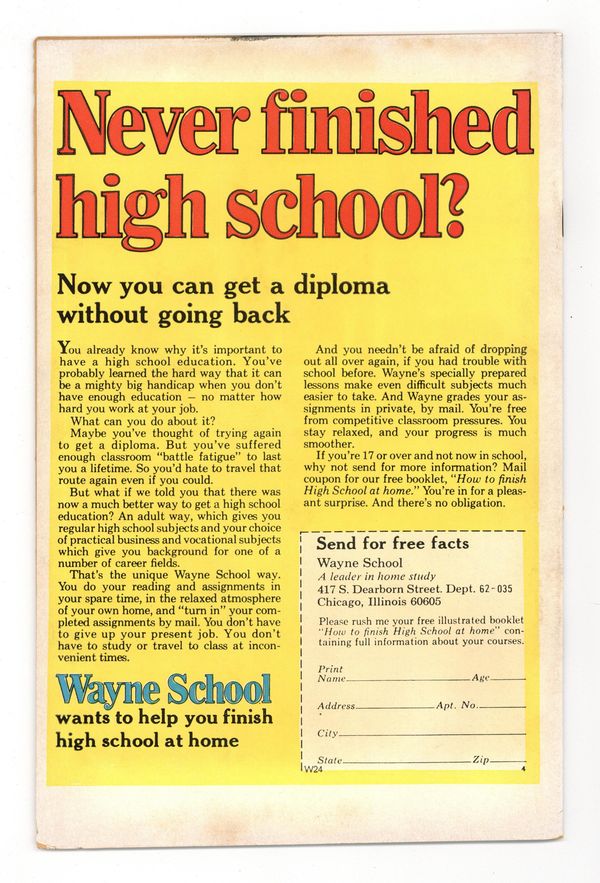 Never finished
high school?
Now you can get a diploma
without going back
You already know why it's important to
have a high school education. You've
probably learned the hard way that it can
be a mighty big handicap when you don't
have enough education — no matter how
hard you work at your job.
What can you do about it?
Maybe you've thought of trying again
to get a diploma. But you've suffered
enough classroom "battle fatigue" to last
you a lifetime. So you'd hate to travel that
route again even if you could.
But what if we told you that there was
now a much better way to get a high school
education? An adult way, which gives you
regular high school subjects and your choice
of practical business and vocational subjects
which give you background for one of a
number of career fields.
That's the unique Wayne School way.
You do your reading and assignments in
your spare time, in the relaxed atmosphere
of your own home, and "turn in" your com-
pleted assignments by mail. You don't have
to give up your present job. You don't
have to study or travel to class at incon-
venient times.
Wayne School
wants to help you finish
high school at home
And you needn't be afraid of dropping
out all over again, if you had trouble with
school before. Wayne's specially prepared
lessons make even difficult subjects much
easier to take. And Wayne grades your as-
signments in private, by mail. You're free
from competitive classroom pressures. You
stay relaxed, and your progress is much
smoother.
If you're 17 or over and not now in school,
why not send for more information? Mail
coupon for our free booklet, "How to finish
High School at home." You're in for a pleas-
ant surprise. And there's no obligation.
Send for free facts
Wayne School
A leader in home study
417 S. Dearborn Street. Dept. 62-035
Chicago, Illinois 60605
Please rush me your free illustrated booklet
"How to finish High School at home" con-
taining full information about your courses.
Print
Name Age
Address Apt. No.
City
State Zip
W24 4